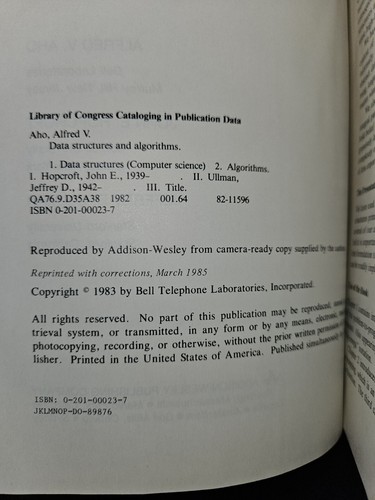 Library of Congress Cataloging in Publication Data
Aho, Alfred V.
Data structures and algorithms.
1. Data structures (Computer science) 2. Algorithms.
I. Hopcroft, John E., 1939- . II. Ullman,
Jeffrey D., 1942- . III. Title.
QA76.9.D35A38 1982 001.64 82-11596
ISBN 0-201-00023-7
Reproduced by Addison-Wesley from camera-ready copy supplied by the
Reprinted with corrections, March 1985
Copyright © 1983 by Bell Telephone Laboratories, Incorporated.
All rights reserved. No part of this publication may be reproduced,
trieval system, or transmitted, in any form or by any means, electronic,
photocopying, recording, or otherwise, without the prior written permission
lisher. Printed in the United States of America. Published simultaneously
ISBN: 0-201-00023-7
JKLMNOP-DO-89876